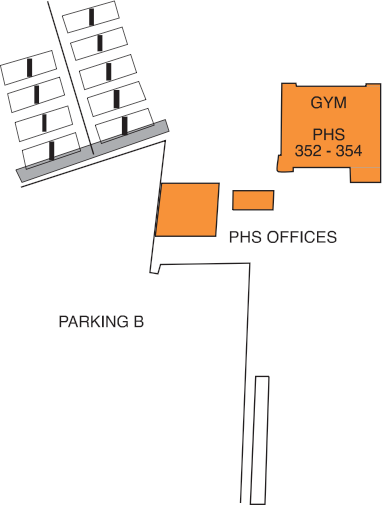 GYM
PHS
352 - 354
PHS OFFICES
PARKING B